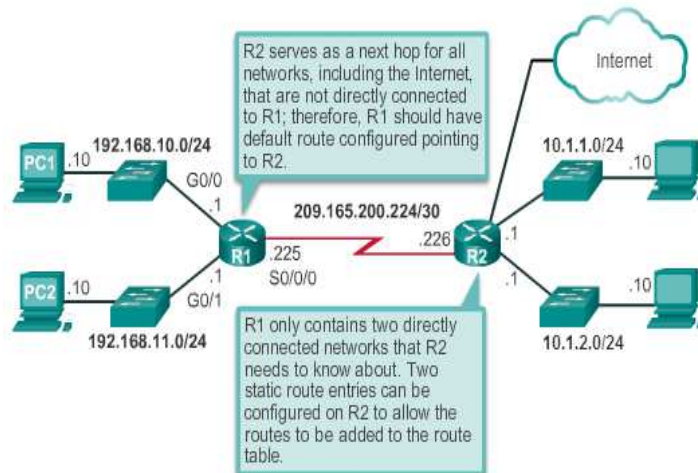 R2 serves as a next hop for all
networks, including the Internet,
that are not directly connected
to R1; therefore, R1 should have
default route configured pointing
to R2.
Internet
192.168.10.0/24
10.1.1.0/24
PC1
.10
G0/0
.1
209.165.200.224/30
.10
R1
.225
S0/0/0
.226
R2
.1
.1
PC2
.10
.1
G0/1
192.168.11.0/24
.10
10.1.2.0/24
R1 only contains two directly
connected networks that R2
needs to know about. Two
static route entries can be
configured on R2 to allow the
routes to be added to the route
table.